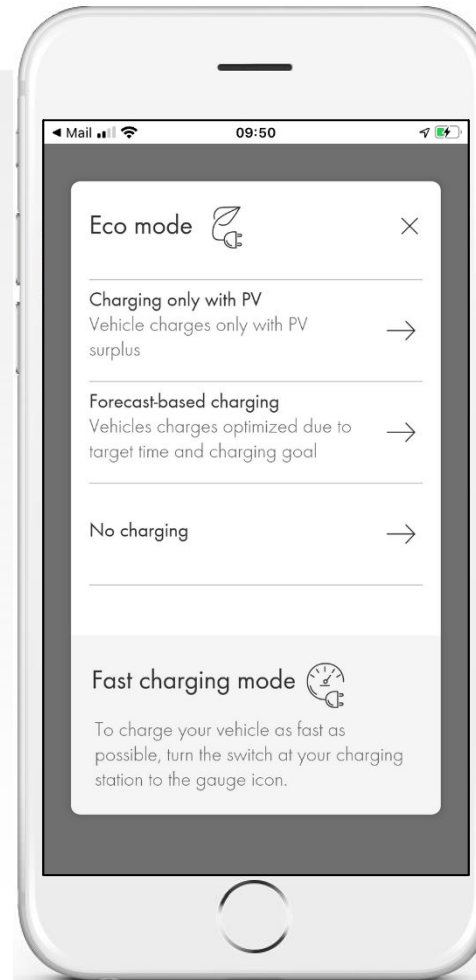 ◀ Mail 09:50
Eco mode
Charging only with PV
Vehicle charges only with PV
surplus
Forecast-based charging
Vehicles charges optimized due to
target time and charging goal
No charging
Fast charging mode
To charge your vehicle as fast as
possible, turn the switch at your charging
station to the gauge icon.